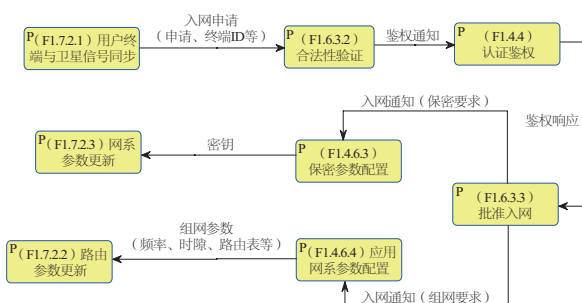 入网申请
（申请、终端ID等）
鉴权通知
P
（F1.7.2.1）用户终
端与卫星信号同步
P
（F1.6.3.2）
合法性验证
P
（F1.4.4）
认证鉴权
入网通知（保密要求）
鉴权响应
P
（F1.7.2.3）网系
参数更新
密钥
P
（F1.4.6.3）
保密参数配置
P
（F1.6.3.3）
批准入网
组网参数
（频率、时隙、路由表等）
P
（F1.7.2.2）路由
参数更新
P
（F1.4.6.4）应用
网系参数配置
入网通知（组网要求）